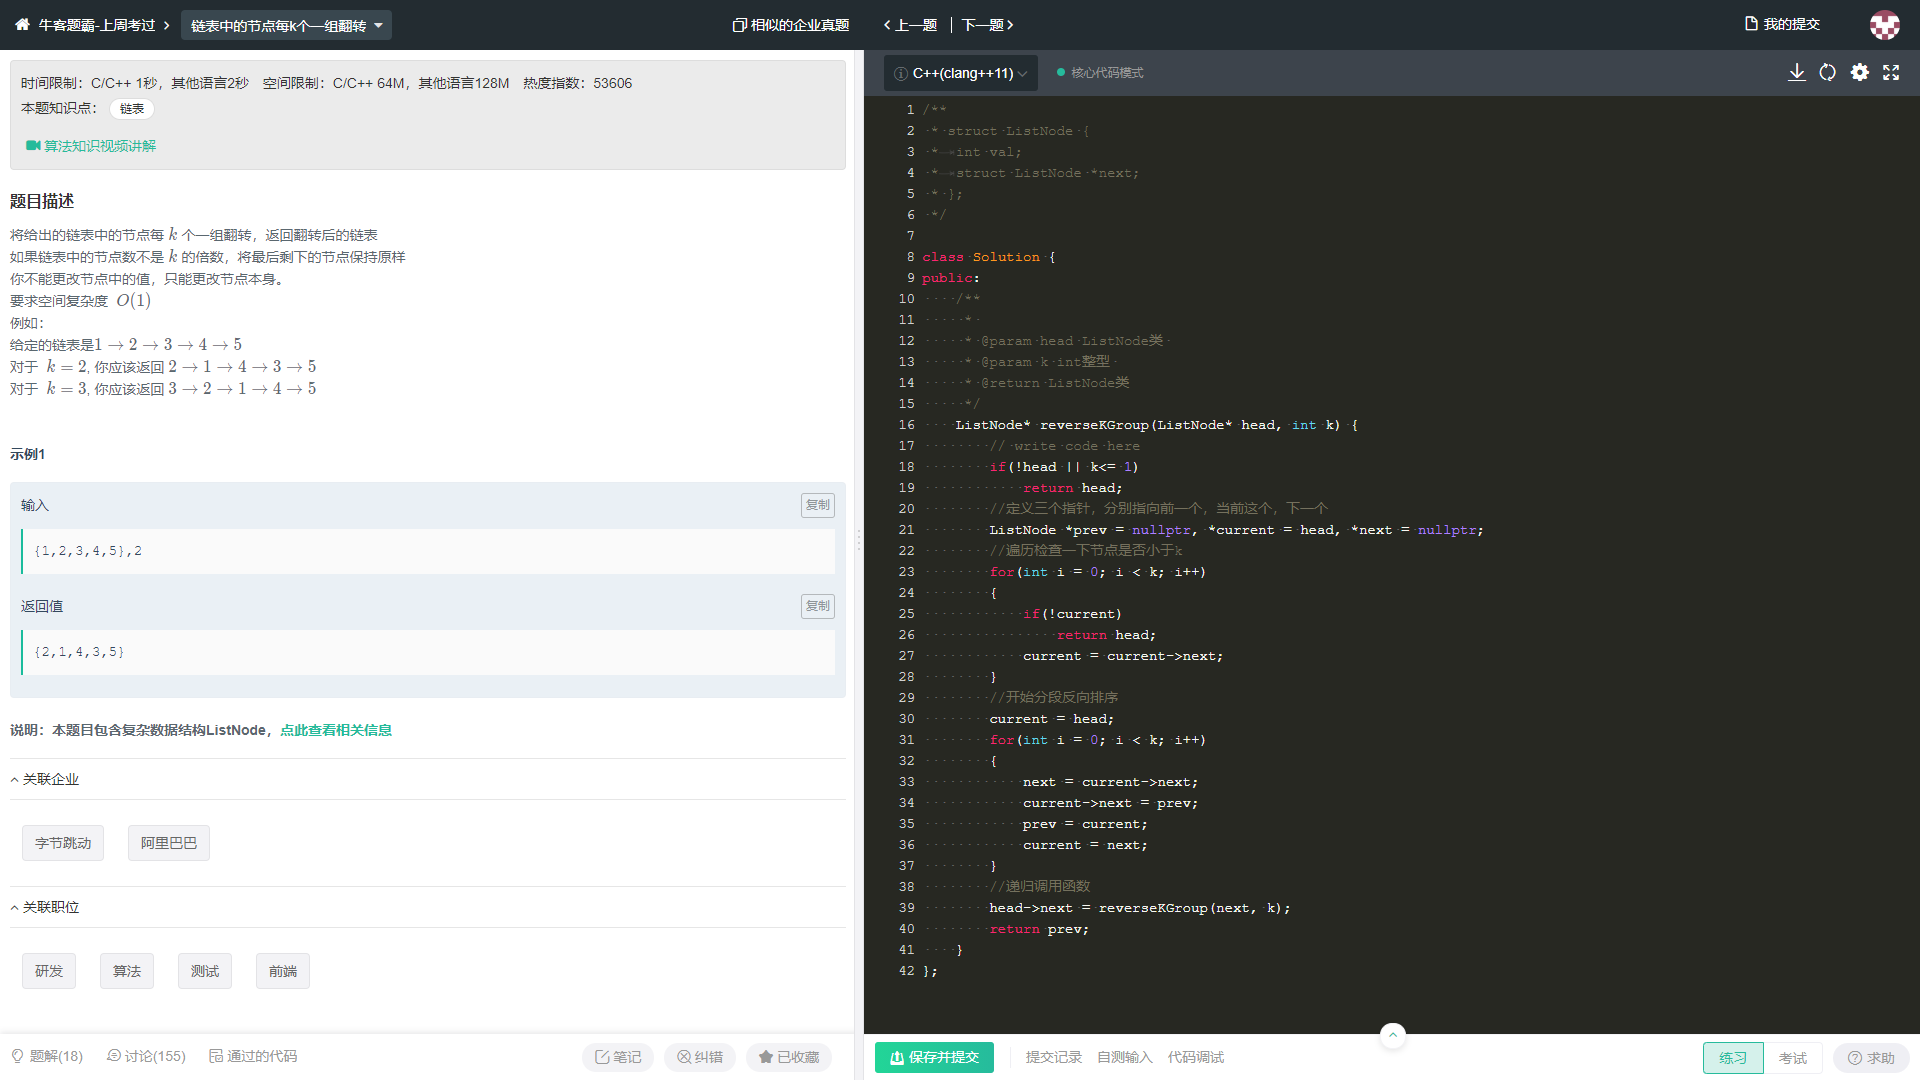 牛客题霸-上周考过
链表中的节点每k个一组翻转
相似的企业真题
上一题
下一题
我的提交
时间限制：C/C++ 1秒，其他语言2秒 空间限制：C/C++ 64M，其他语言128M 热度指数：53606
本题知识点： 链表
算法知识视频讲解
题目描述
将给出的链表中的节点每 k 个一组翻转，返回翻转后的链表
如果链表中的节点数不是 k 的倍数，将最后剩下的节点保持原样
你不能更改节点中的值，只能更改节点本身。
要求空间复杂度 O(1)
例如：
给定的链表是1 → 2 → 3 → 4 → 5
对于 k = 2, 你应该返回 2 → 1 → 4 → 3 → 5
对于 k = 3, 你应该返回 3 → 2 → 1 → 4 → 5
示例1
输入
复制
{1,2,3,4,5},2
返回值
复制
{2,1,4,3,5}
说明：本题目包含复杂数据结构ListNode，点此查看相关信息
关联企业
字节跳动 阿里巴巴
关联职位
研发 算法 测试 前端
题解(18) 讨论(155) 通过的代码 笔记 纠错 已收藏
C++(clang++11) 核心代码模式
1 /**
2  * struct ListNode {
3  *  int val;
4  *  struct ListNode *next;
5  * };
6  */
7
8 class Solution {
9 public:
10     /**
11      *
12      * @param head ListNode类
13      * @param k int整型
14      * @return ListNode类
15      */
16     ListNode* reverseKGroup(ListNode* head, int k) {
17         // write code here
18         if(!head || k<= 1)
19             return head;
20         //定义三个指针，分别指向前一个，当前这个，下一个
21         ListNode *prev = nullptr, *current = head, *next = nullptr;
22         //遍历检查一下节点是否小于k
23         for(int i = 0; i < k; i++)
24         {
25             if(!current)
26                 return head;
27             current = current->next;
28         }
29         //开始分段反向排序
30         current = head;
31         for(int i = 0; i < k; i++)
32         {
33             next = current->next;
34             current->next = prev;
35             prev = current;
36             current = next;
37         }
38         //递归调用函数
39         head->next = reverseKGroup(next, k);
40         return prev;
41     }
42 };
保存并提交 提交记录 自测输入 代码调试 练习 考试 求助